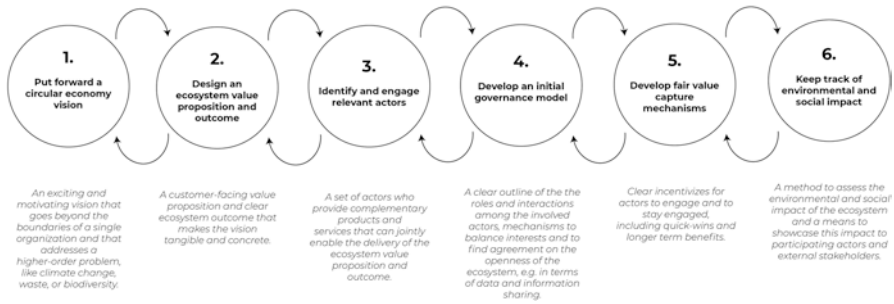 1.
Put forward a
circular economy
vision
2.
Design an
ecosystem value
proposition and
outcome
3.
Identify and engage
relevant actors
4.
Develop an initial
governance model
5.
Develop fair value
capture
mechanisms
6.
Keep track of
environmental and
social impact
An exciting and
motivating vision that
goes beyond the
boundaries of a single
organization and that
addresses a
higher-order problem,
like climate change,
waste, or biodiversity.
A customer-facing value
proposition and clear
ecosystem outcome that
makes the vision
tangible and concrete.
A set of actors who
provide complementary
products and
services that can jointly
enable the delivery of the
ecosystem value
proposition and
outcome.
A clear outline of the the
roles and interactions
among the involved
actors, mechanisms to
balance interests and to
find agreement on the
openness of the
ecosystem, e.g. in terms
of data and information
sharing.
Clear incentivizes for
actors to engage and to
stay engaged,
including quick-wins and
longer term benefits.
A method to assess the
environmental and social
impact of the ecosystem
and a means to
showcase this impact to
participating actors and
external stakeholders.